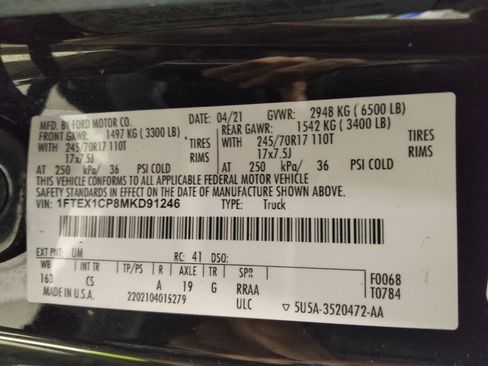 MFD. BY FORD MOTOR CO. DATE: 04/21 GVWR: 2948 KG ( 6500 LB)
FRONT GAWR: 1497 KG ( 3300 LB) REAR GAWR: 1542 KG ( 3400 LB)
WITH 245/70R17 110T TIRES WITH 245/70R17 110T TIRES
17x7.5J 17x7.5J
AT 250 kPa/ 36 PSI COLD AT 250 kPa/ 36 PSI COLD
THIS VEHICLE CONFORMS TO ALL APPLICABLE FEDERAL MOTOR VEHICLE
SAFETY STANDARDS IN EFFECT ON THE DATE OF MANUFACTURE SHOWN ABOVE.
VIN: 1FTEX1CP8MKD91246 TYPE: Truck
EXT PNT: UM RC: 41 DSO:
WB INT TR TP/PS R AXLE TR SPR F0068
163 CS A 19 G RRAA T0784
MADE IN U.S.A. 2202104015279 ULC ▽ 5U5A-3520472-AA